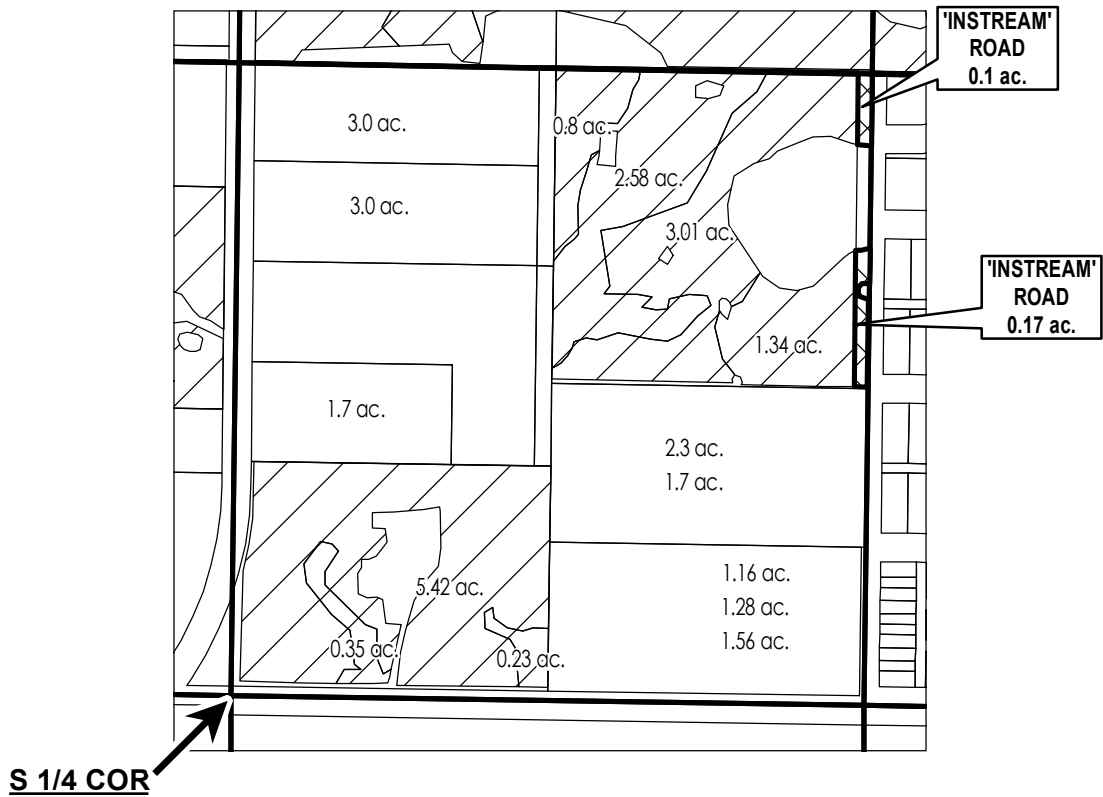 'INSTREAM'
ROAD
0.1 ac.
3.0 ac.
0.8 ac.
2.58 ac.
3.0 ac.
3.01 ac.
'INSTREAM'
ROAD
0.17 ac.
1.34 ac.
1.7 ac.
2.3 ac.
1.7 ac.
5.42 ac.
1.16 ac.
1.28 ac.
1.56 ac.
0.35 ac.
0.23 ac.
S 1/4 COR